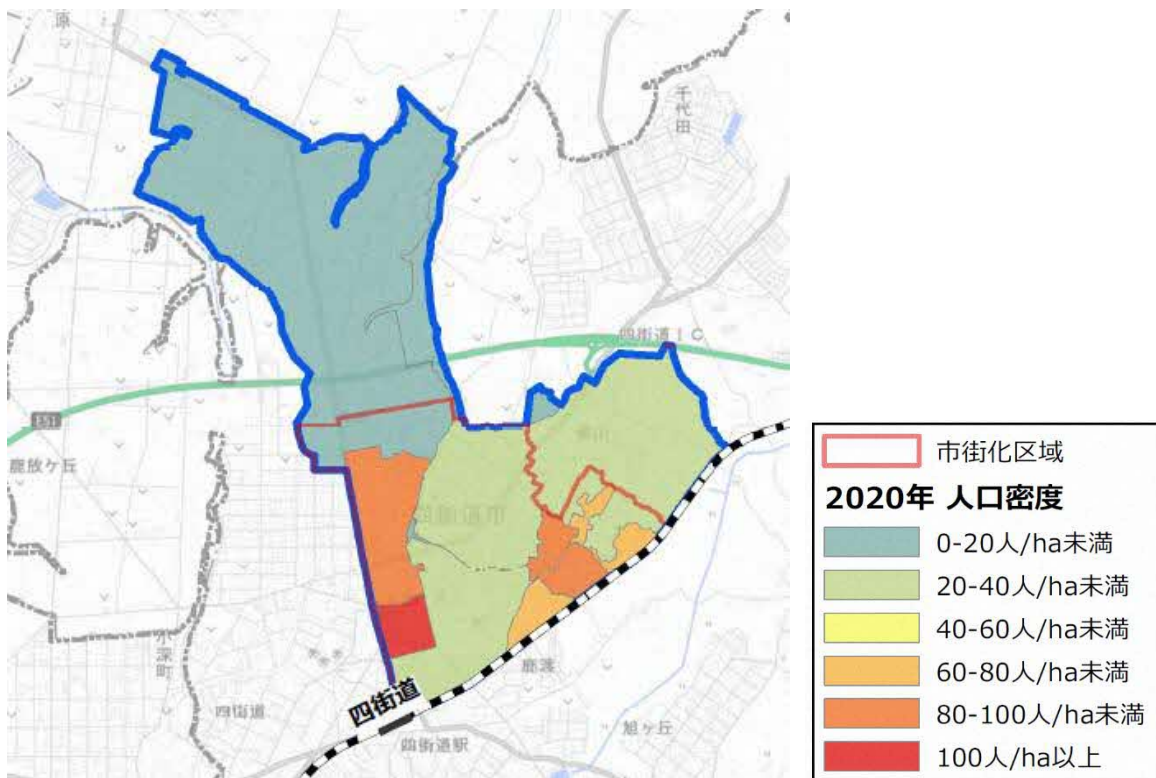 原
千代田
四街道IC
E51
鹿放ケ丘
四街道市
小深町
鹿渡
四街道
四街道
四街道駅
旭ヶ丘
市街化区域
2020年 人口密度
0-20人/ha未満
20-40人/ha未満
40-60人/ha未満
60-80人/ha未満
80-100人/ha未満
100人/ha以上